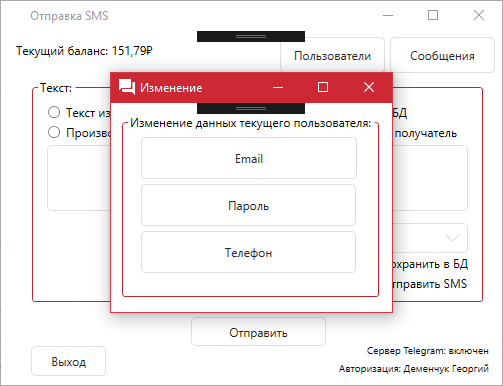 Отправка SMS
Текущий баланс: 151,79₽
Пользователи
Сообщения
Текст:
Текст из
БД
Произво
получатель
Изменение
Изменение данных текущего пользователя:
Email
Пароль
Телефон
охранить в БД
тправить SMS
Отправить
Выход
Сервер Telegram: включен
Авторизация: Деменчук Георгий